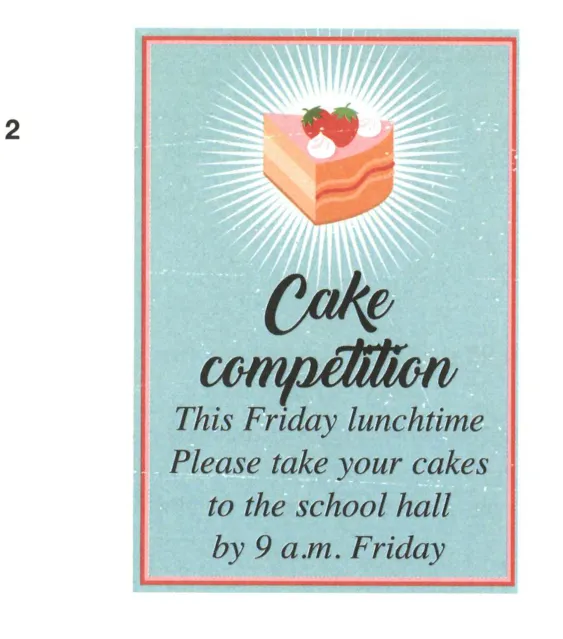 2
Cake
competition
This Friday lunchtime
Please take your cakes
to the school hall
by 9 a.m. Friday